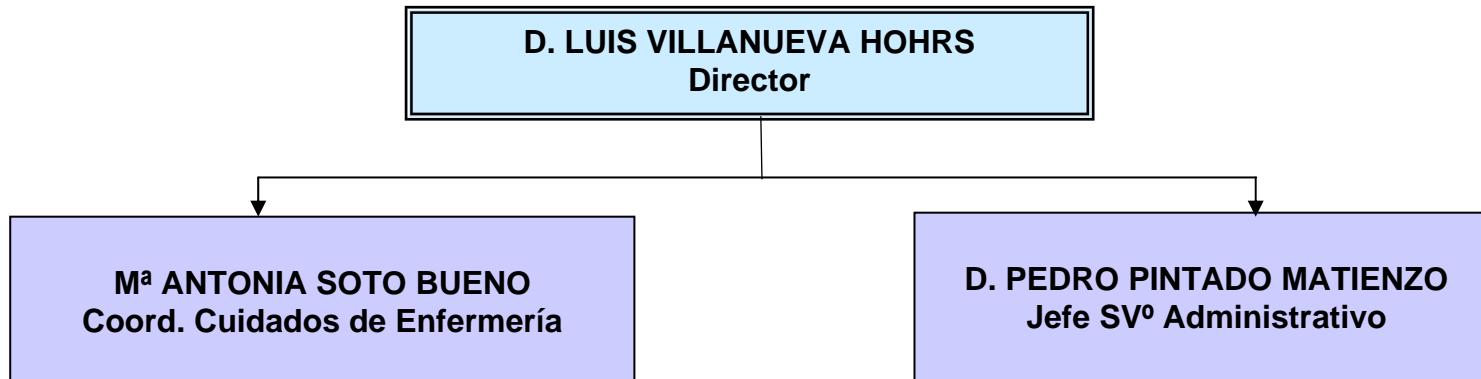 D. LUIS VILLANUEVA HOHRS
Director
Mª ANTONIA SOTO BUENO
Coord. Cuidados de Enfermería
D. PEDRO PINTADO MATIENZO
Jefe SVº Administrativo